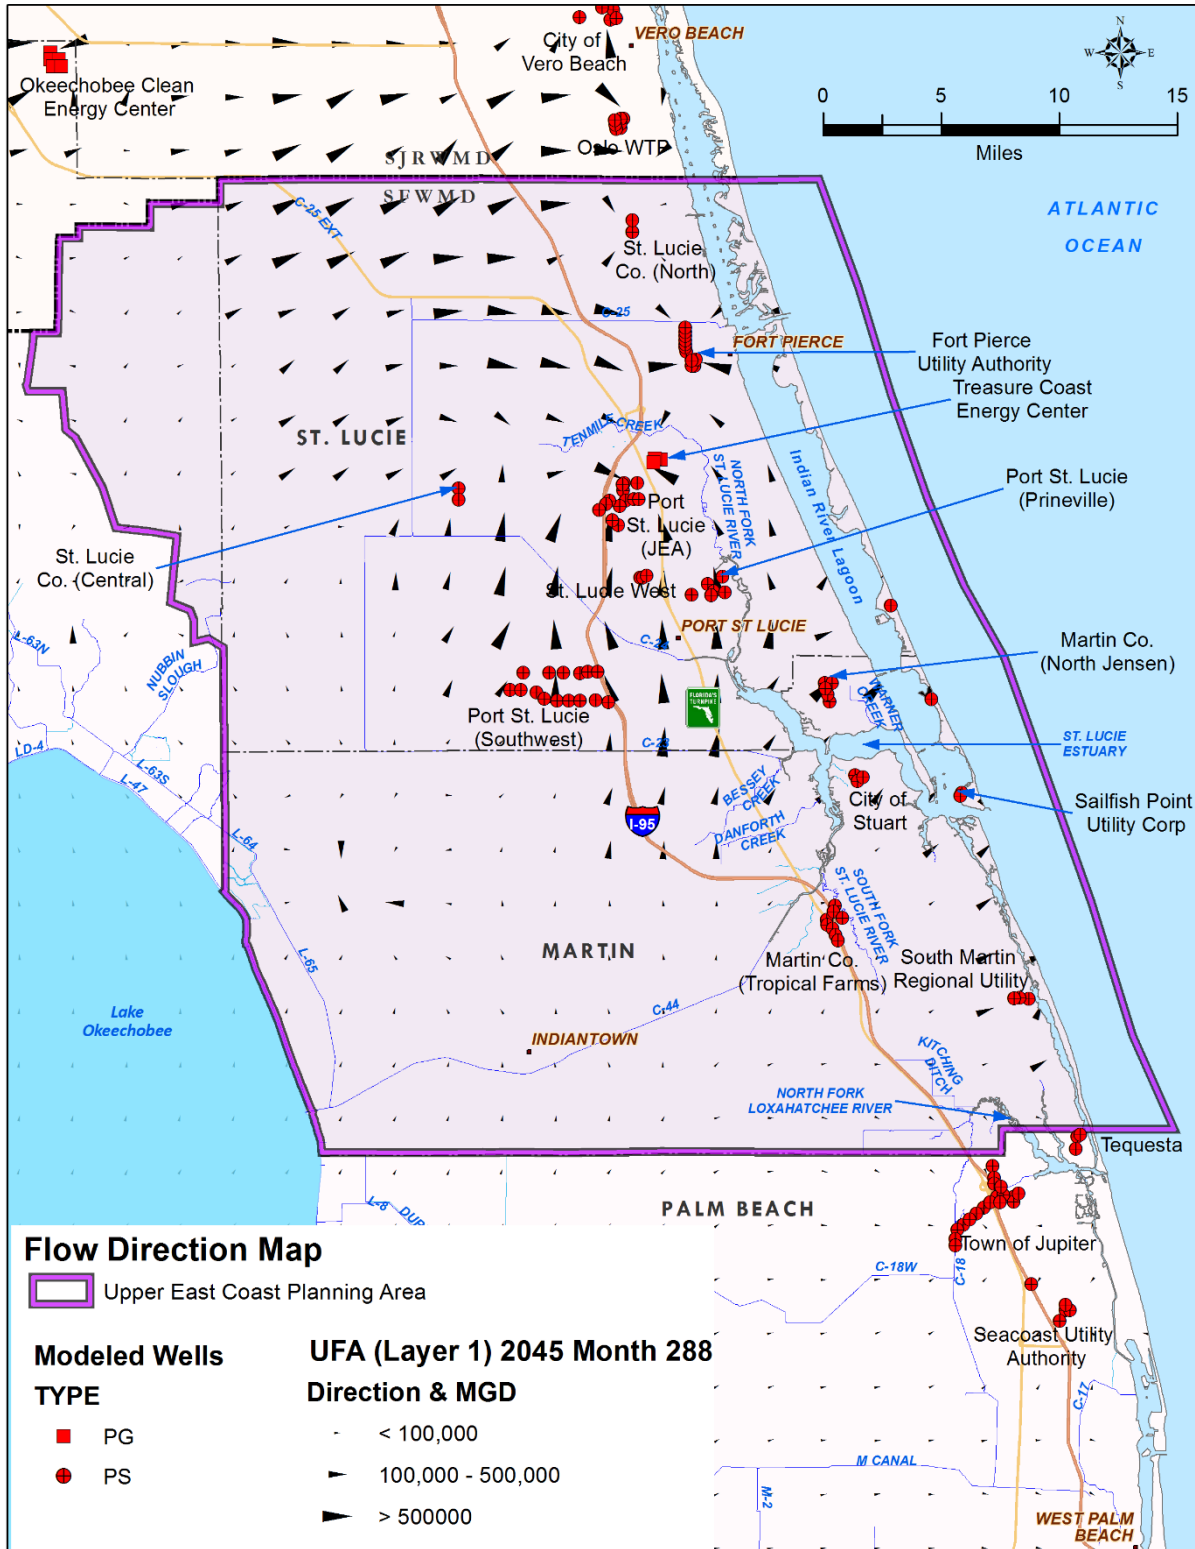 City of
Vero Beach
VERO BEACH
N
W
E
S
Okeechobee Clean
Energy Center
0
5
10
15
Miles
Oslo WTP
SJRWMD
SFWMD
C-25 EXT
ATLANTIC
OCEAN
St. Lucie
Co. (North)
C-25
FORT PIERCE
Fort Pierce
Utility Authority
Treasure Coast
Energy Center
ST. LUCIE
TENMILE CREEK
NORTH FORK
ST. LUCIE RIVER
Indian River Lagoon
Port St. Lucie
(Prineville)
Port
St. Lucie
(JEA)
St. Lucie
Co. (Central)
St. Lucie West
PORT ST LUCIE
C-24
L-63N
NUBBIN
SLOUGH
Martin Co.
(North Jensen)
WARNER
CREEK
FLORIDA'S
TURNPIKE
Port St. Lucie
(Southwest)
C-23
ST. LUCIE
ESTUARY
LD-4
L-63S
L-47
BESSEY
CREEK
DANFORTH
CREEK
City of
Stuart
Sailfish Point
Utility Corp
I-95
L-64
SOUTH FORK
ST. LUCIE RIVER
MARTIN
L-65
Martin Co.
(Tropical Farms)
South Martin
Regional Utility
C-44
Lake
Okeechobee
INDIANTOWN
KITCHING
DITCH
NORTH FORK
LOXAHATCHEE RIVER
Tequesta
L-8
PALM BEACH
Town of Jupiter
C-18W
C-18
Seacoast Utility
Authority
C-17
M CANAL
M-2
WEST PALM
BEACH
Flow Direction Map
Upper East Coast Planning Area
Modeled Wells
TYPE
PG
PS
UFA (Layer 1) 2045 Month 288
Direction & MGD
< 100,000
100,000 - 500,000
> 500000